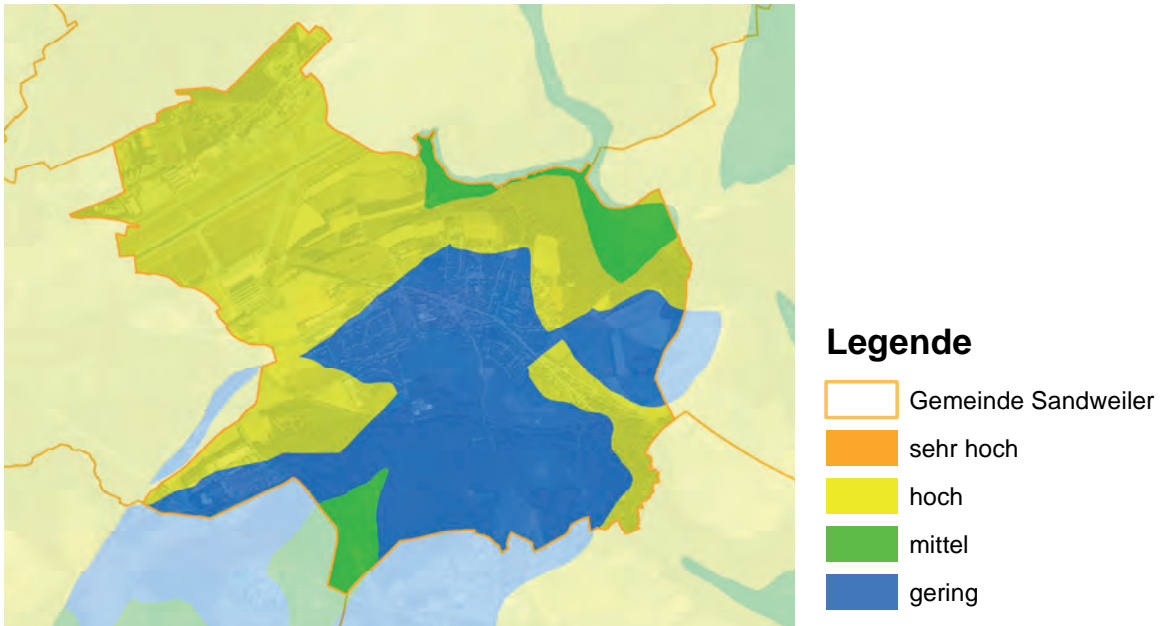 Legende
Gemeinde Sandweiler
sehr hoch
hoch
mittel
gering